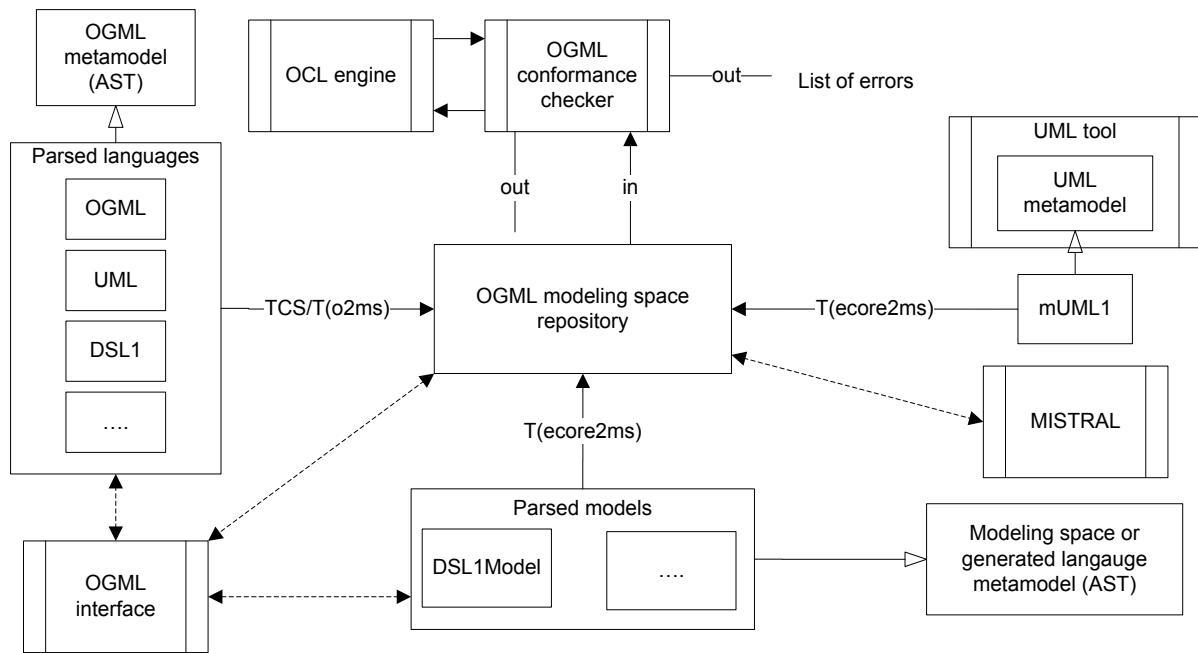 OGML
metamodel
(AST)
Parsed languages
OGML
UML
DSL1
....
OCL engine
OGML
conformance
checker
out
List of errors
out
in
UML tool
UML
metamodel
mUML1
TCS/T(o2ms)
OGML modeling space
repository
T(ecore2ms)
MISTRAL
T(ecore2ms)
Parsed models
DSL1Model
....
Modeling space or
generated langauge
metamodel (AST)
OGML
interface